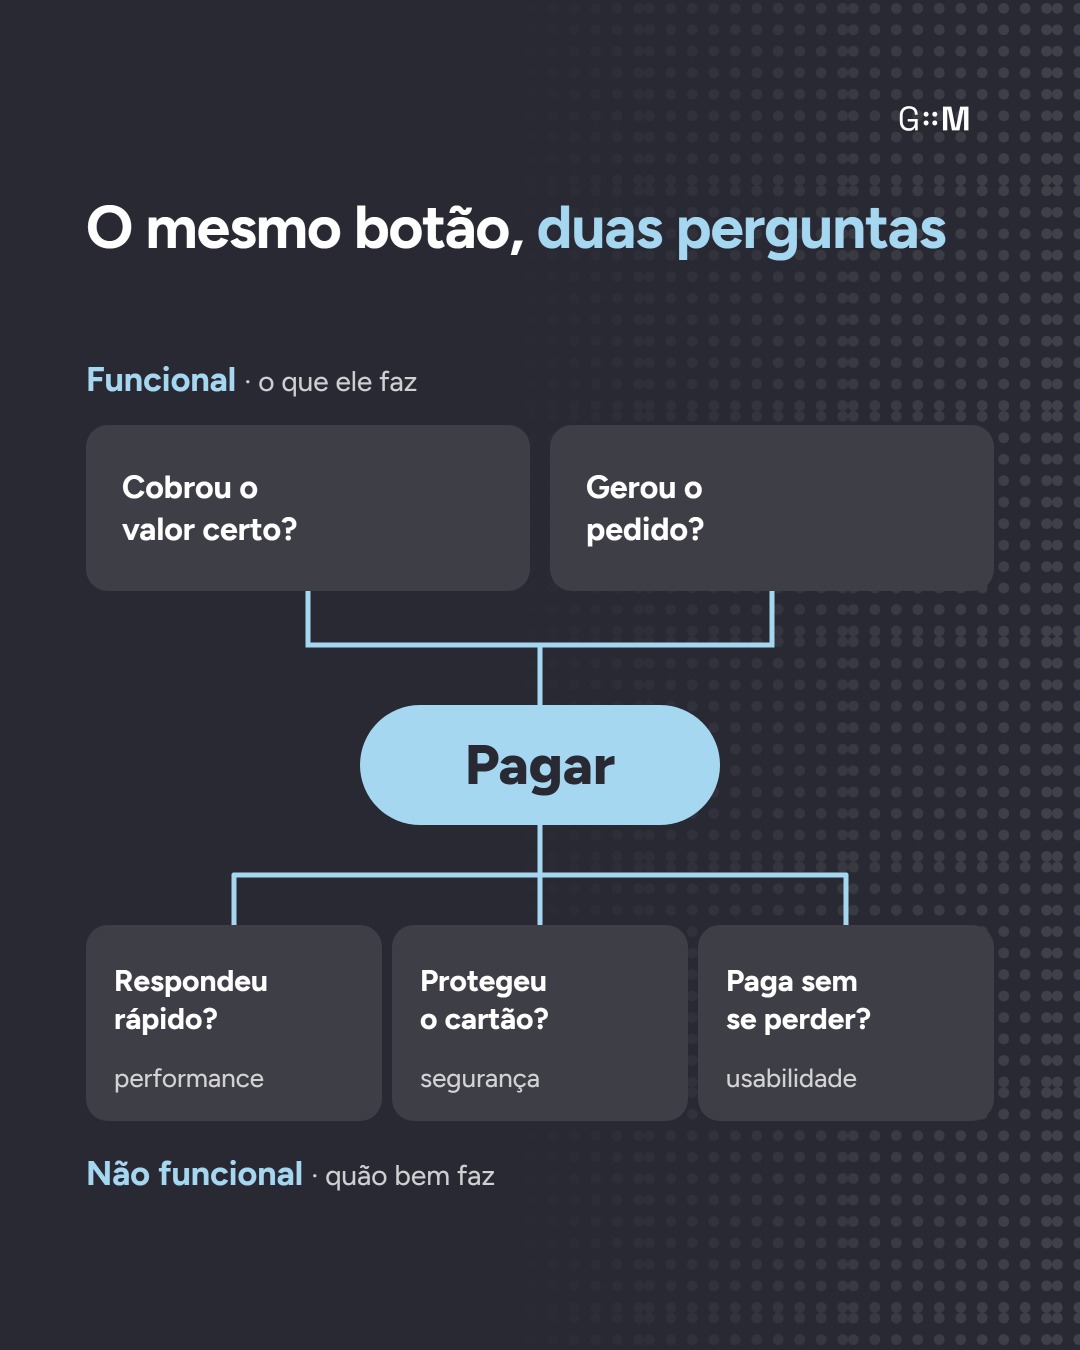 G::M
O mesmo botão, duas perguntas
Funcional · o que ele faz
Cobrou o
valor certo?
Gerou o
pedido?
Pagar
Respondeu
rápido?
performance
Protegeu
o cartão?
segurança
Paga sem
se perder?
usabilidade
Não funcional · quão bem faz